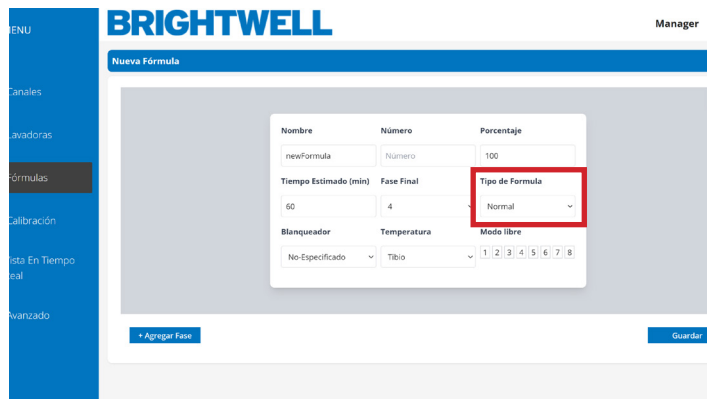 MENU
BRIGHTWELL
Manager
Nueva Fórmula
Canales
Lavadoras
Fórmulas
Calibración
Vista En Tiempo
Real
Avanzado
Nombre Número Porcentaje
newFormula Número 100
Tiempo Estimado (min) Fase Final Tipo de Formula
60 4 Normal
Blanqueador Temperatura Modo libre
No-Especificado Tibio 1 2 3 4 5 6 7 8
+ Agregar Fase Guardar